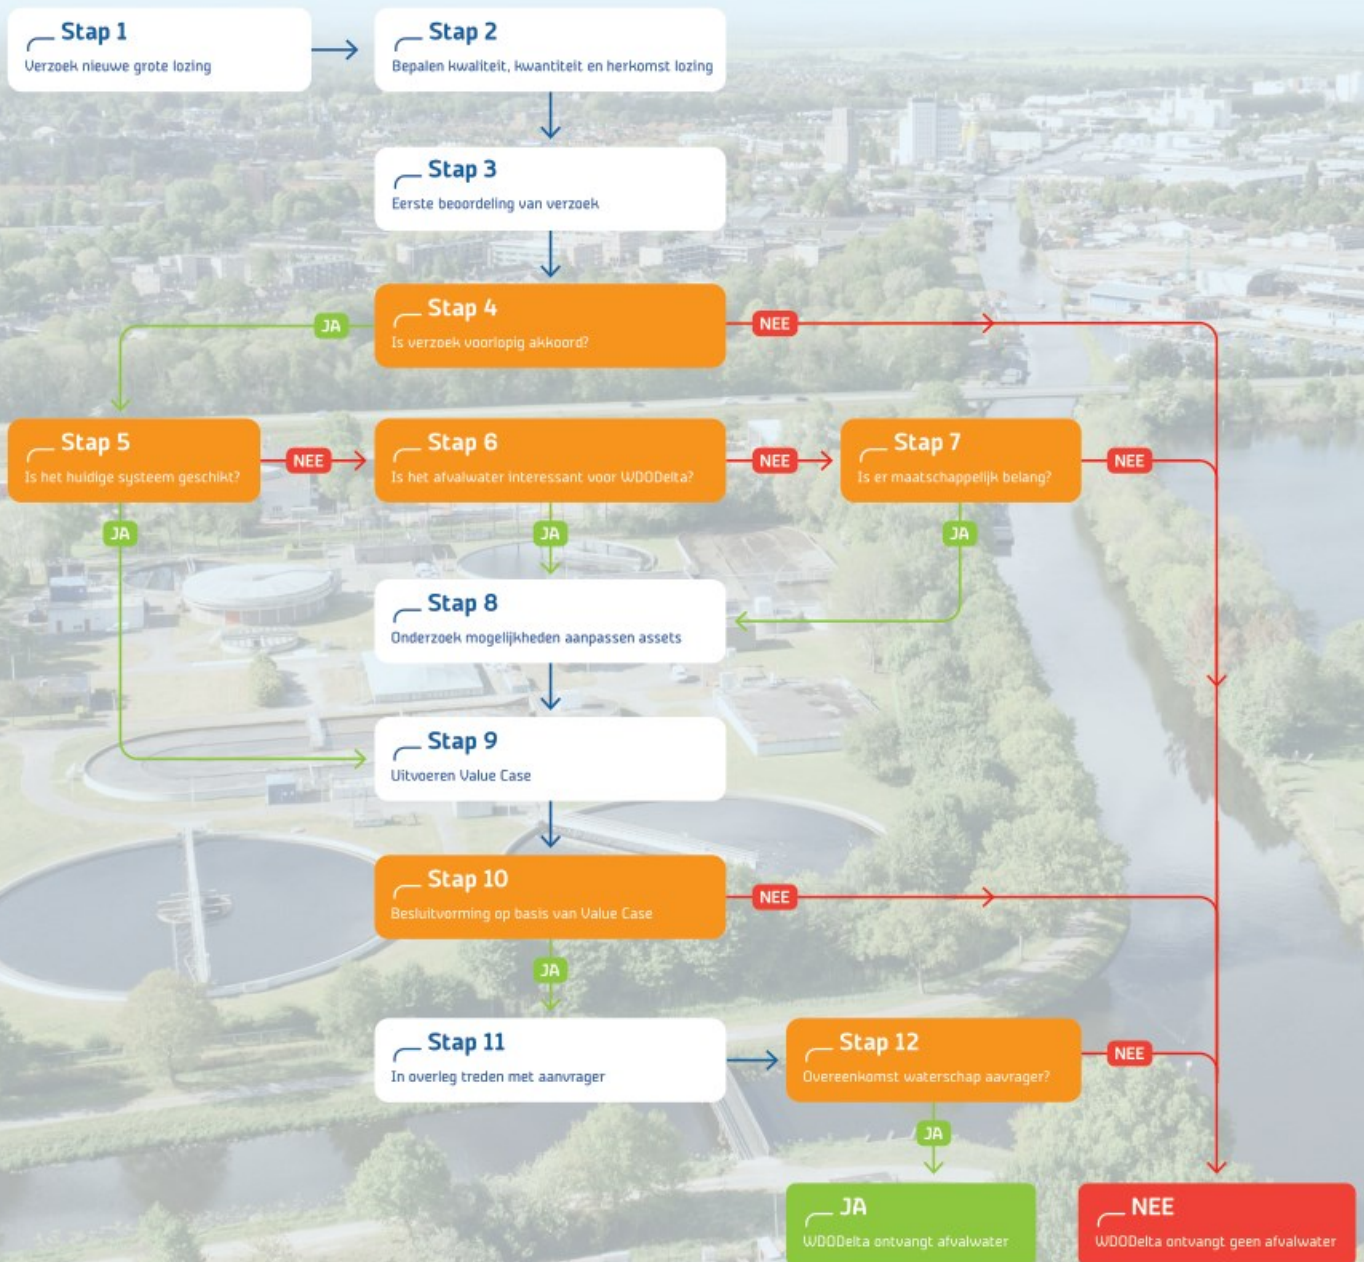 Stap 1
Verzoek nieuwe grote lozing
Stap 2
Bepalen kwaliteit, kwantiteit en herkomst lozing
Stap 3
Eerste beoordeling van verzoek
Stap 4
Is verzoek voorlopig akkoord?
JA
NEE
Stap 5
Is het huidige systeem geschikt?
NEE
Stap 6
Is het afvalwater interessant voor WDODelta?
NEE
Stap 7
Is er maatschappelijk belang?
NEE
JA
JA
JA
Stap 8
Onderzoek mogelijkheden aanpassen assets
Stap 9
Uitvoeren Value Case
Stap 10
Besluitvorming op basis van Value Case
NEE
JA
Stap 11
In overleg treden met aanvrager
Stap 12
Overeenkomst waterschap aavrager?
NEE
JA
JA
WDODelta ontvangt afvalwater
NEE
WDODelta ontvangt geen afvalwater